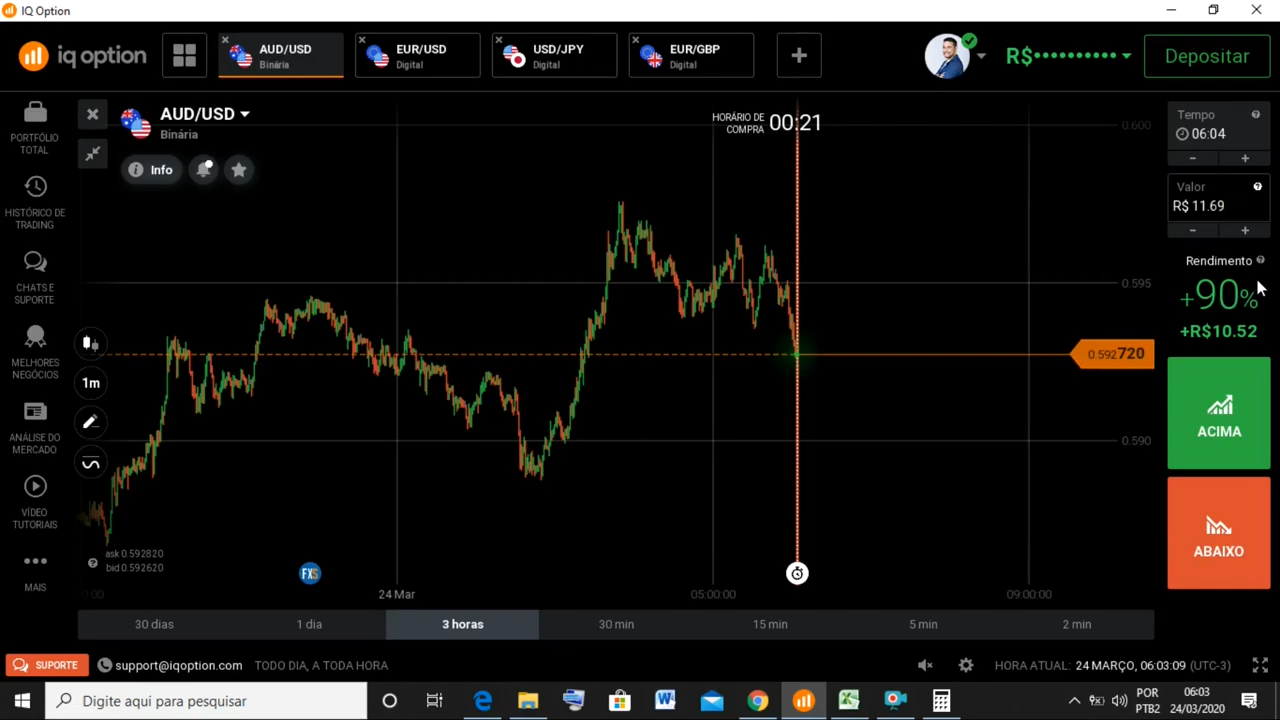 IQ Option
iq option
AUD/USD
Binária
EUR/USD
Digital
USD/JPY
Digital
EUR/GBP
Digital
R$••••••••••
Depositar
PORTFÓLIO
TOTAL
HISTÓRICO DE
TRADING
CHATS E
SUPORTE
MELHORES
NEGÓCIOS
ANÁLISE DO
MERCADO
VÍDEO
TUTORIAIS
MAIS
AUD/USD
Binária
Info
HORÁRIO DE
COMPRA
00:21
0.600
0.595
0.592720
0.590
1m
ask 0.592820
bid 0.592620
FXS
24 Mar
05:00:00
09:00:00
30 dias
1 dia
3 horas
30 min
15 min
5 min
2 min
Tempo
06:04
- +
Valor
R$ 11.69
- +
Rendimento
+90%
+R$10.52
ACIMA
ABAIXO
SUPORTE
support@iqoption.com
TODO DIA, A TODA HORA
HORA ATUAL: 24 MARÇO, 06:03:09 (UTC-3)
Digite aqui para pesquisar
POR
PTB2
06:03
24/03/2020